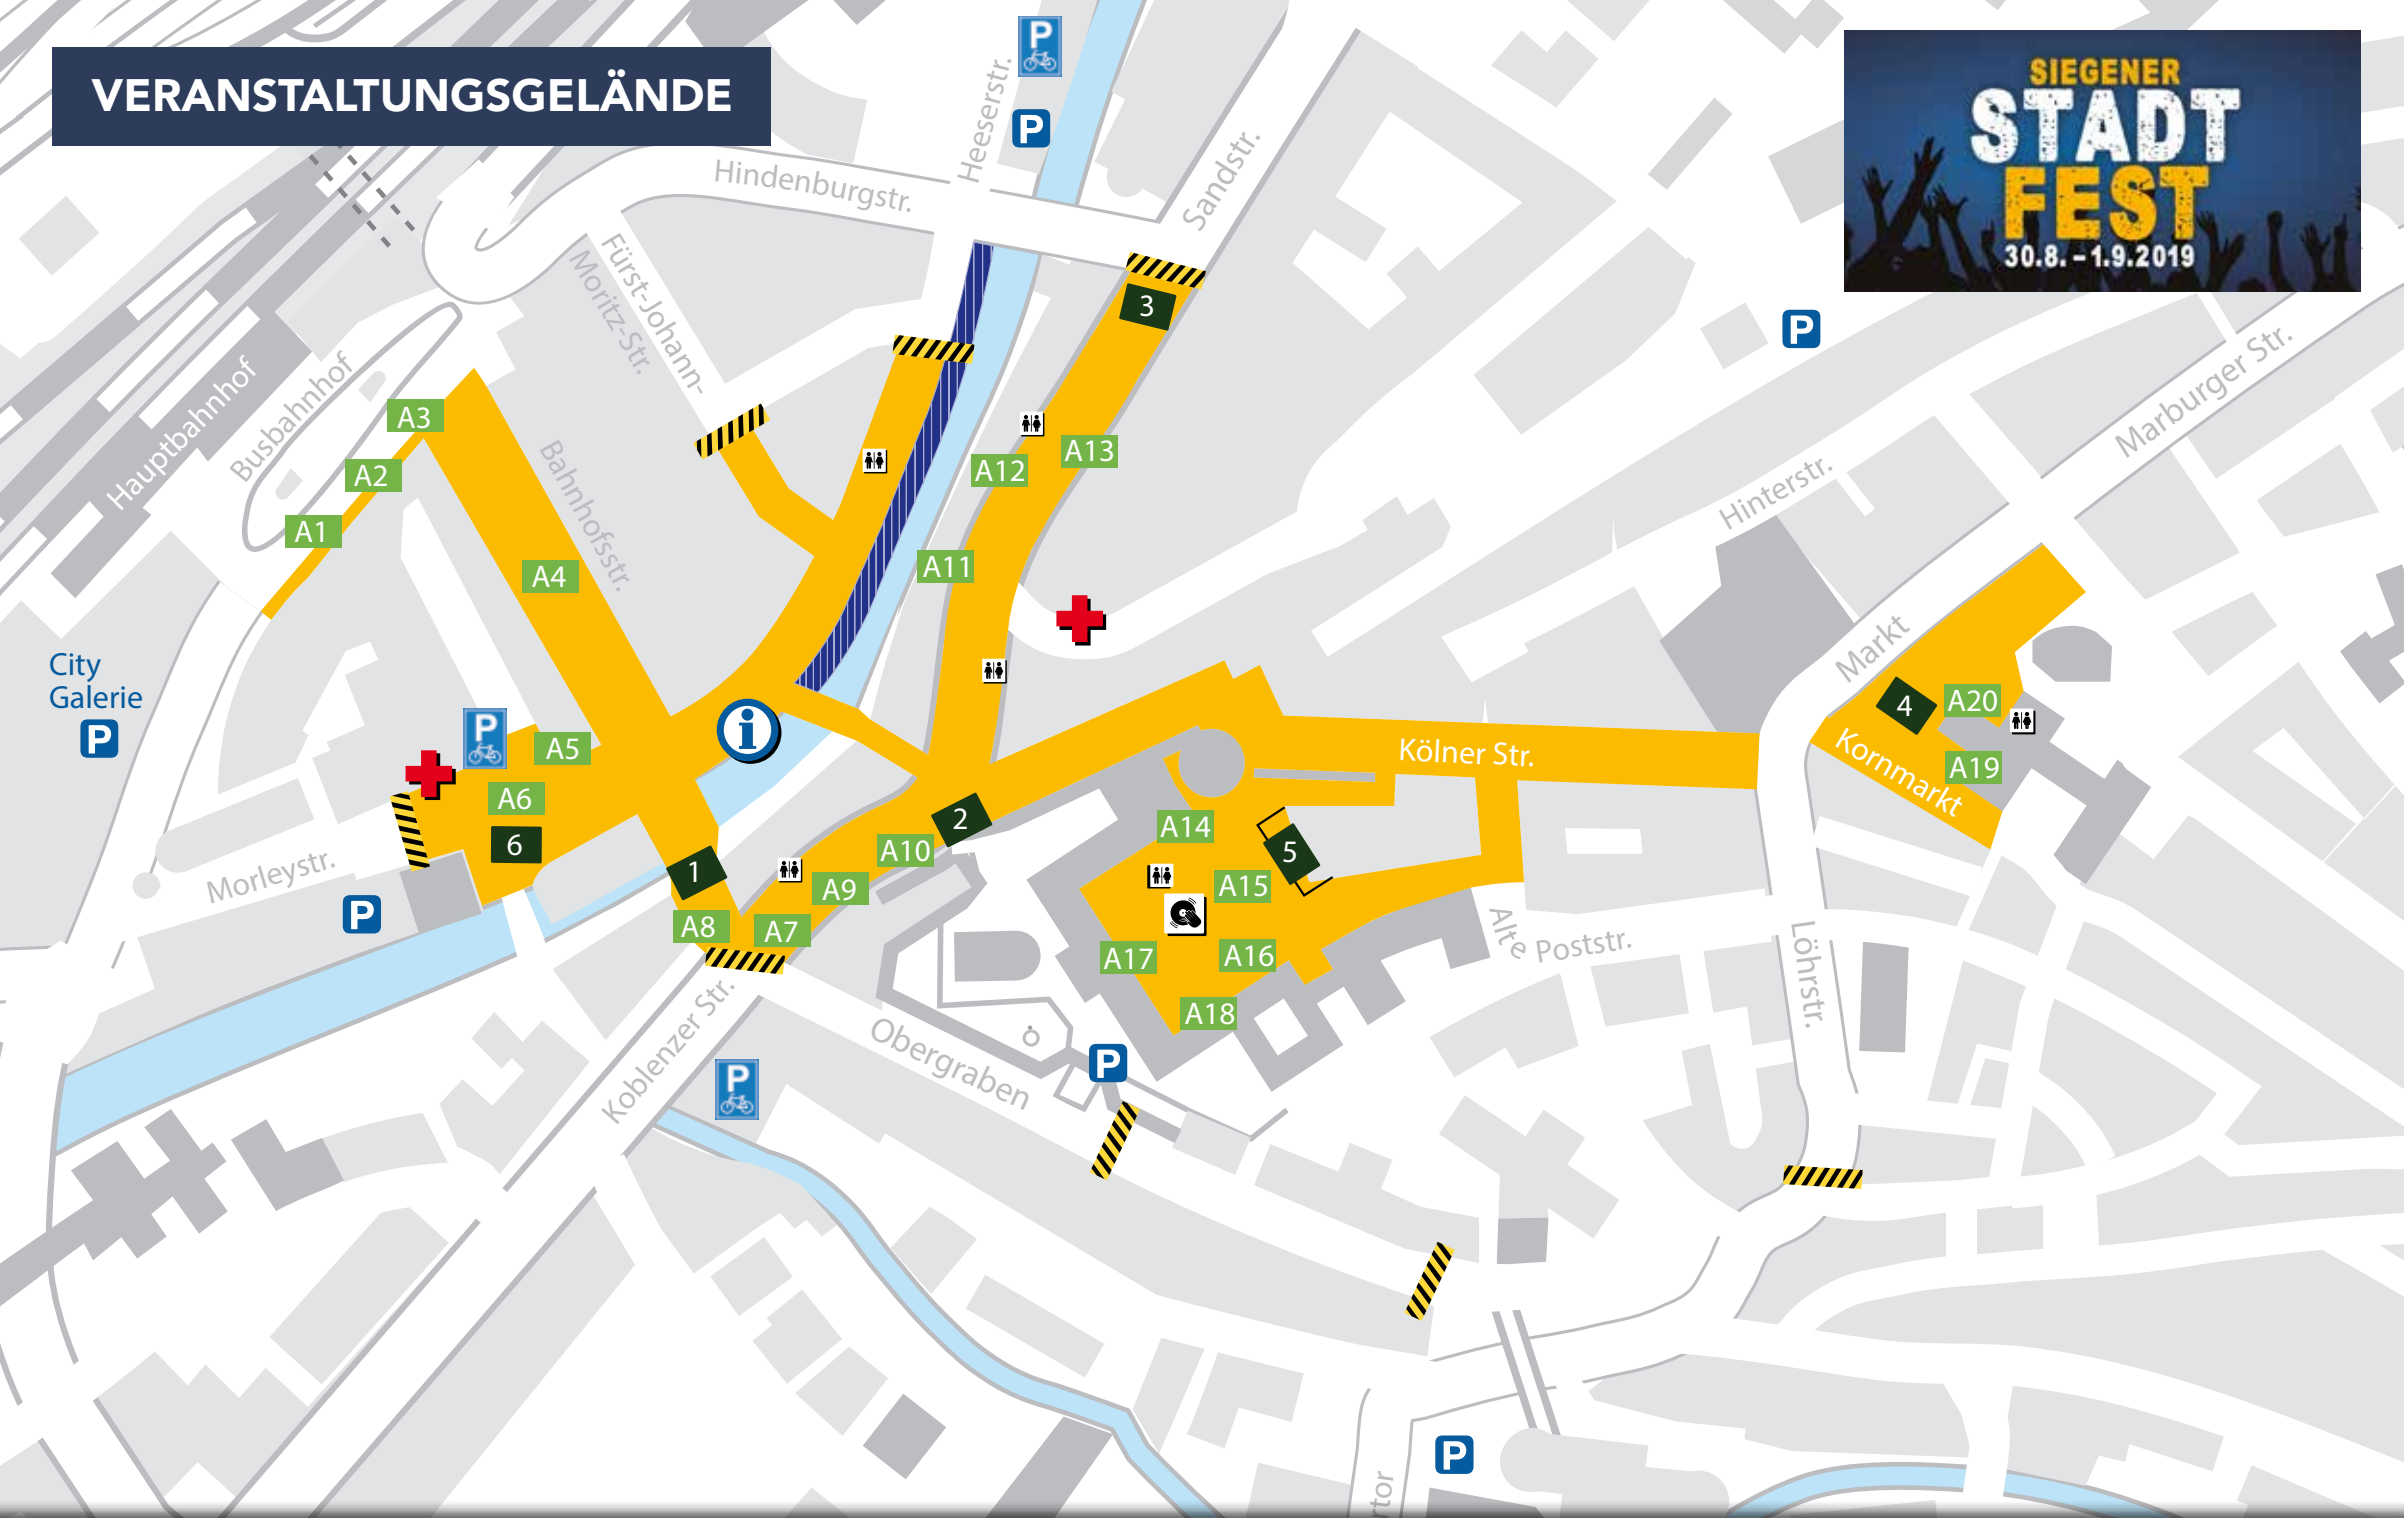 VERANSTALTUNGSGELÄNDE
SIEGENER
STADT
FEST
30.8. – 1.9.2019
P
P
Heeserstr.
Hindenburgstr.
Sandstr.
Fürst-Johann-
Moritz-Str.
3
P
Marburger Str.
Hauptbahnhof
Busbahnhof
A3
A2
A1
Bahnhofsstr.
A4
A12
A13
A11
Hinterstr.
Markt
City
Galerie
P
P
A5
A6
6
i
Kölner Str.
4
A20
A19
Kornmarkt
Morleystr.
P
1
2
A10
A9
A8
A7
A14
5
A15
A17
A16
A18
Alte
Poststr.
Löhrstr.
Koblenzer Str.
Obergraben
P
P
P
rtor